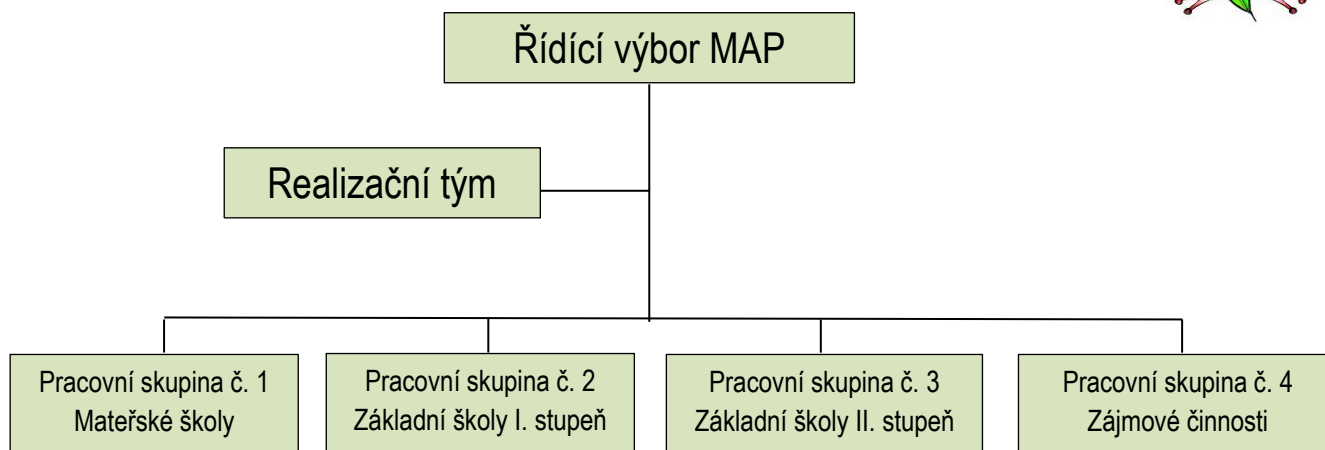 Řídící výbor MAP
Realizační tým
Pracovní skupina č. 1
Mateřské školy
Pracovní skupina č. 2
Základní školy I. stupeň
Pracovní skupina č. 3
Základní školy II. stupeň
Pracovní skupina č. 4
Zájmové činnosti